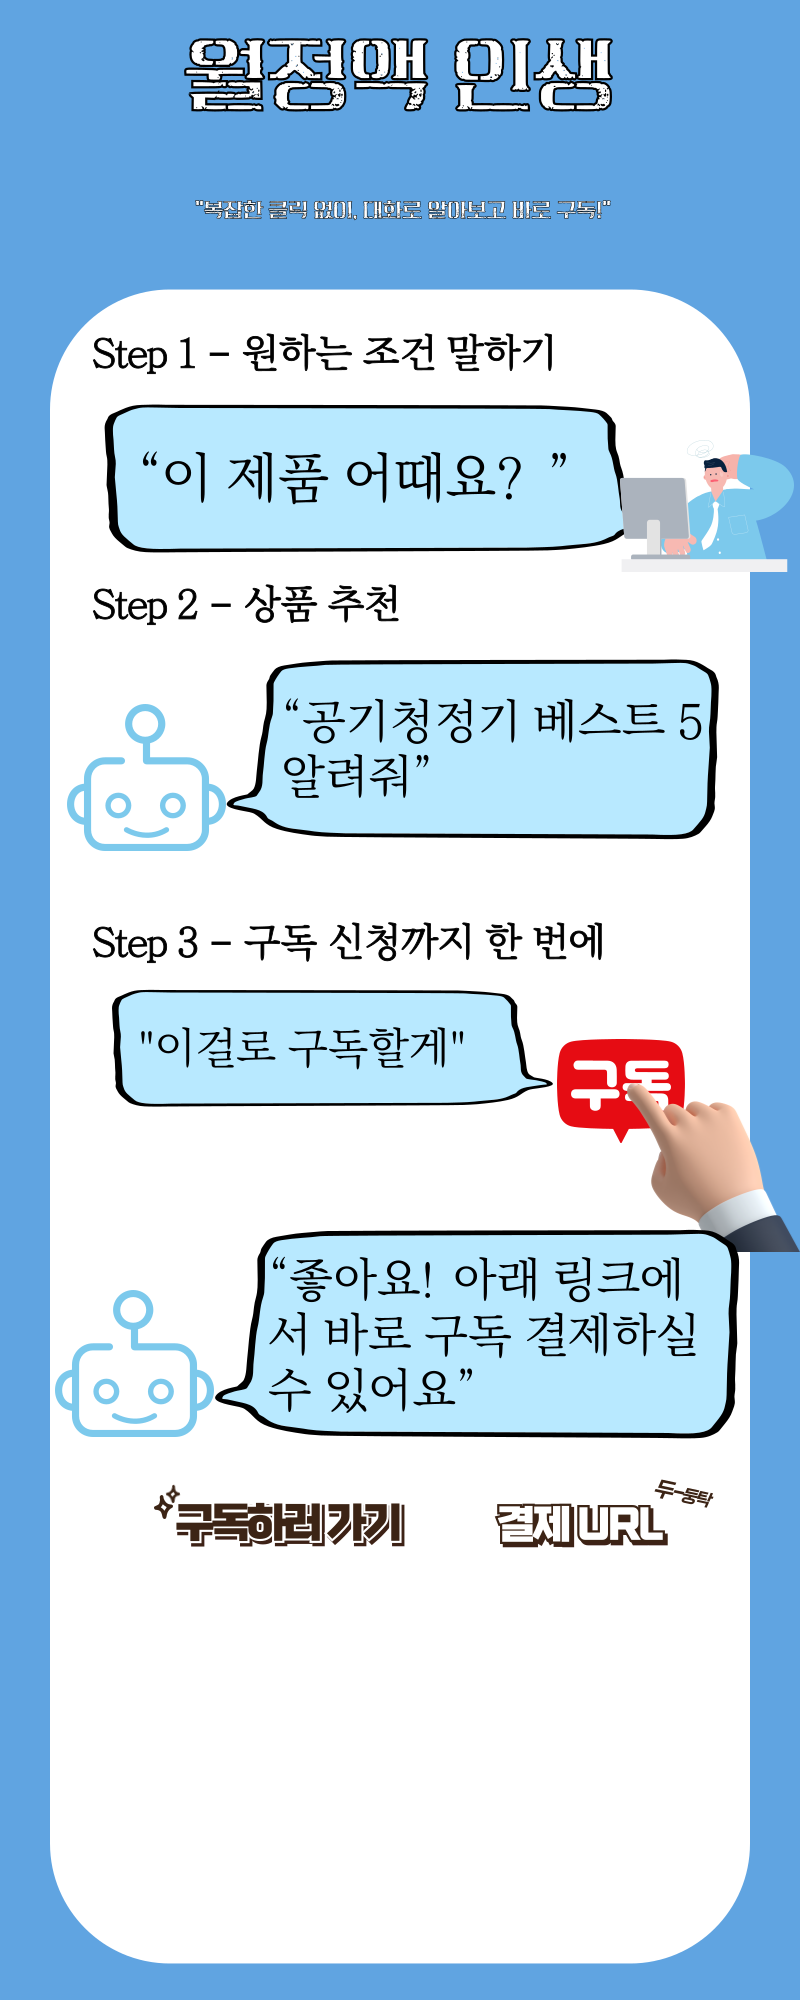 월정액 인생
"복잡한 클릭 없이, 대화로 알아보고 바로 구독!"
Step 1 - 원하는 조건 말하기
“이 제품 어때요? ”
Step 2 - 상품 추천
“공기청정기 베스트 5
알려줘”
Step 3 - 구독 신청까지 한 번에
"이걸로 구독할게"
구독
“좋아요! 아래 링크에
서 바로 구독 결제하실
수 있어요”
두-둥탁
구독하러 가기
결제 URL